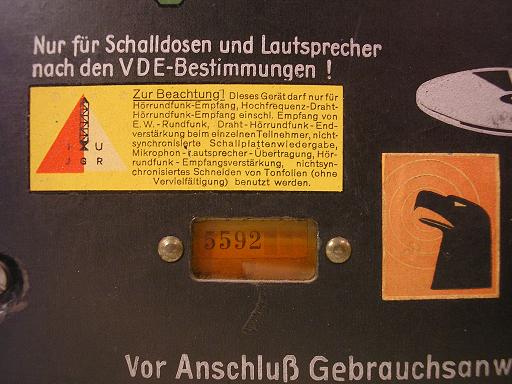 Nur für Schalldosen und Lautsprecher
nach den VDE-Bestimmungen !
Zur Beachtung! Dieses Gerät darf nur für
Hörrundfunk-Empfang, Hochfrequenz-Draht-
Hörrundfunk-Empfang einschl. Empfang von
E.W.-Rundfunk, Draht-Hörrundfunk-End-
verstärkung beim einzelnen Teilnehmer, nicht-
synchronisierte Schallplattenwiedergabe,
Mikrophon-Lautsprecher-Übertragung, Hör-
rundfunk-Empfangsverstärkung, nichtsyn-
chronisiertes Schneiden von Tonfolien (ohne
Vervielfältigung) benutzt werden.
5592
Vor Anschluß Gebrauchsanw